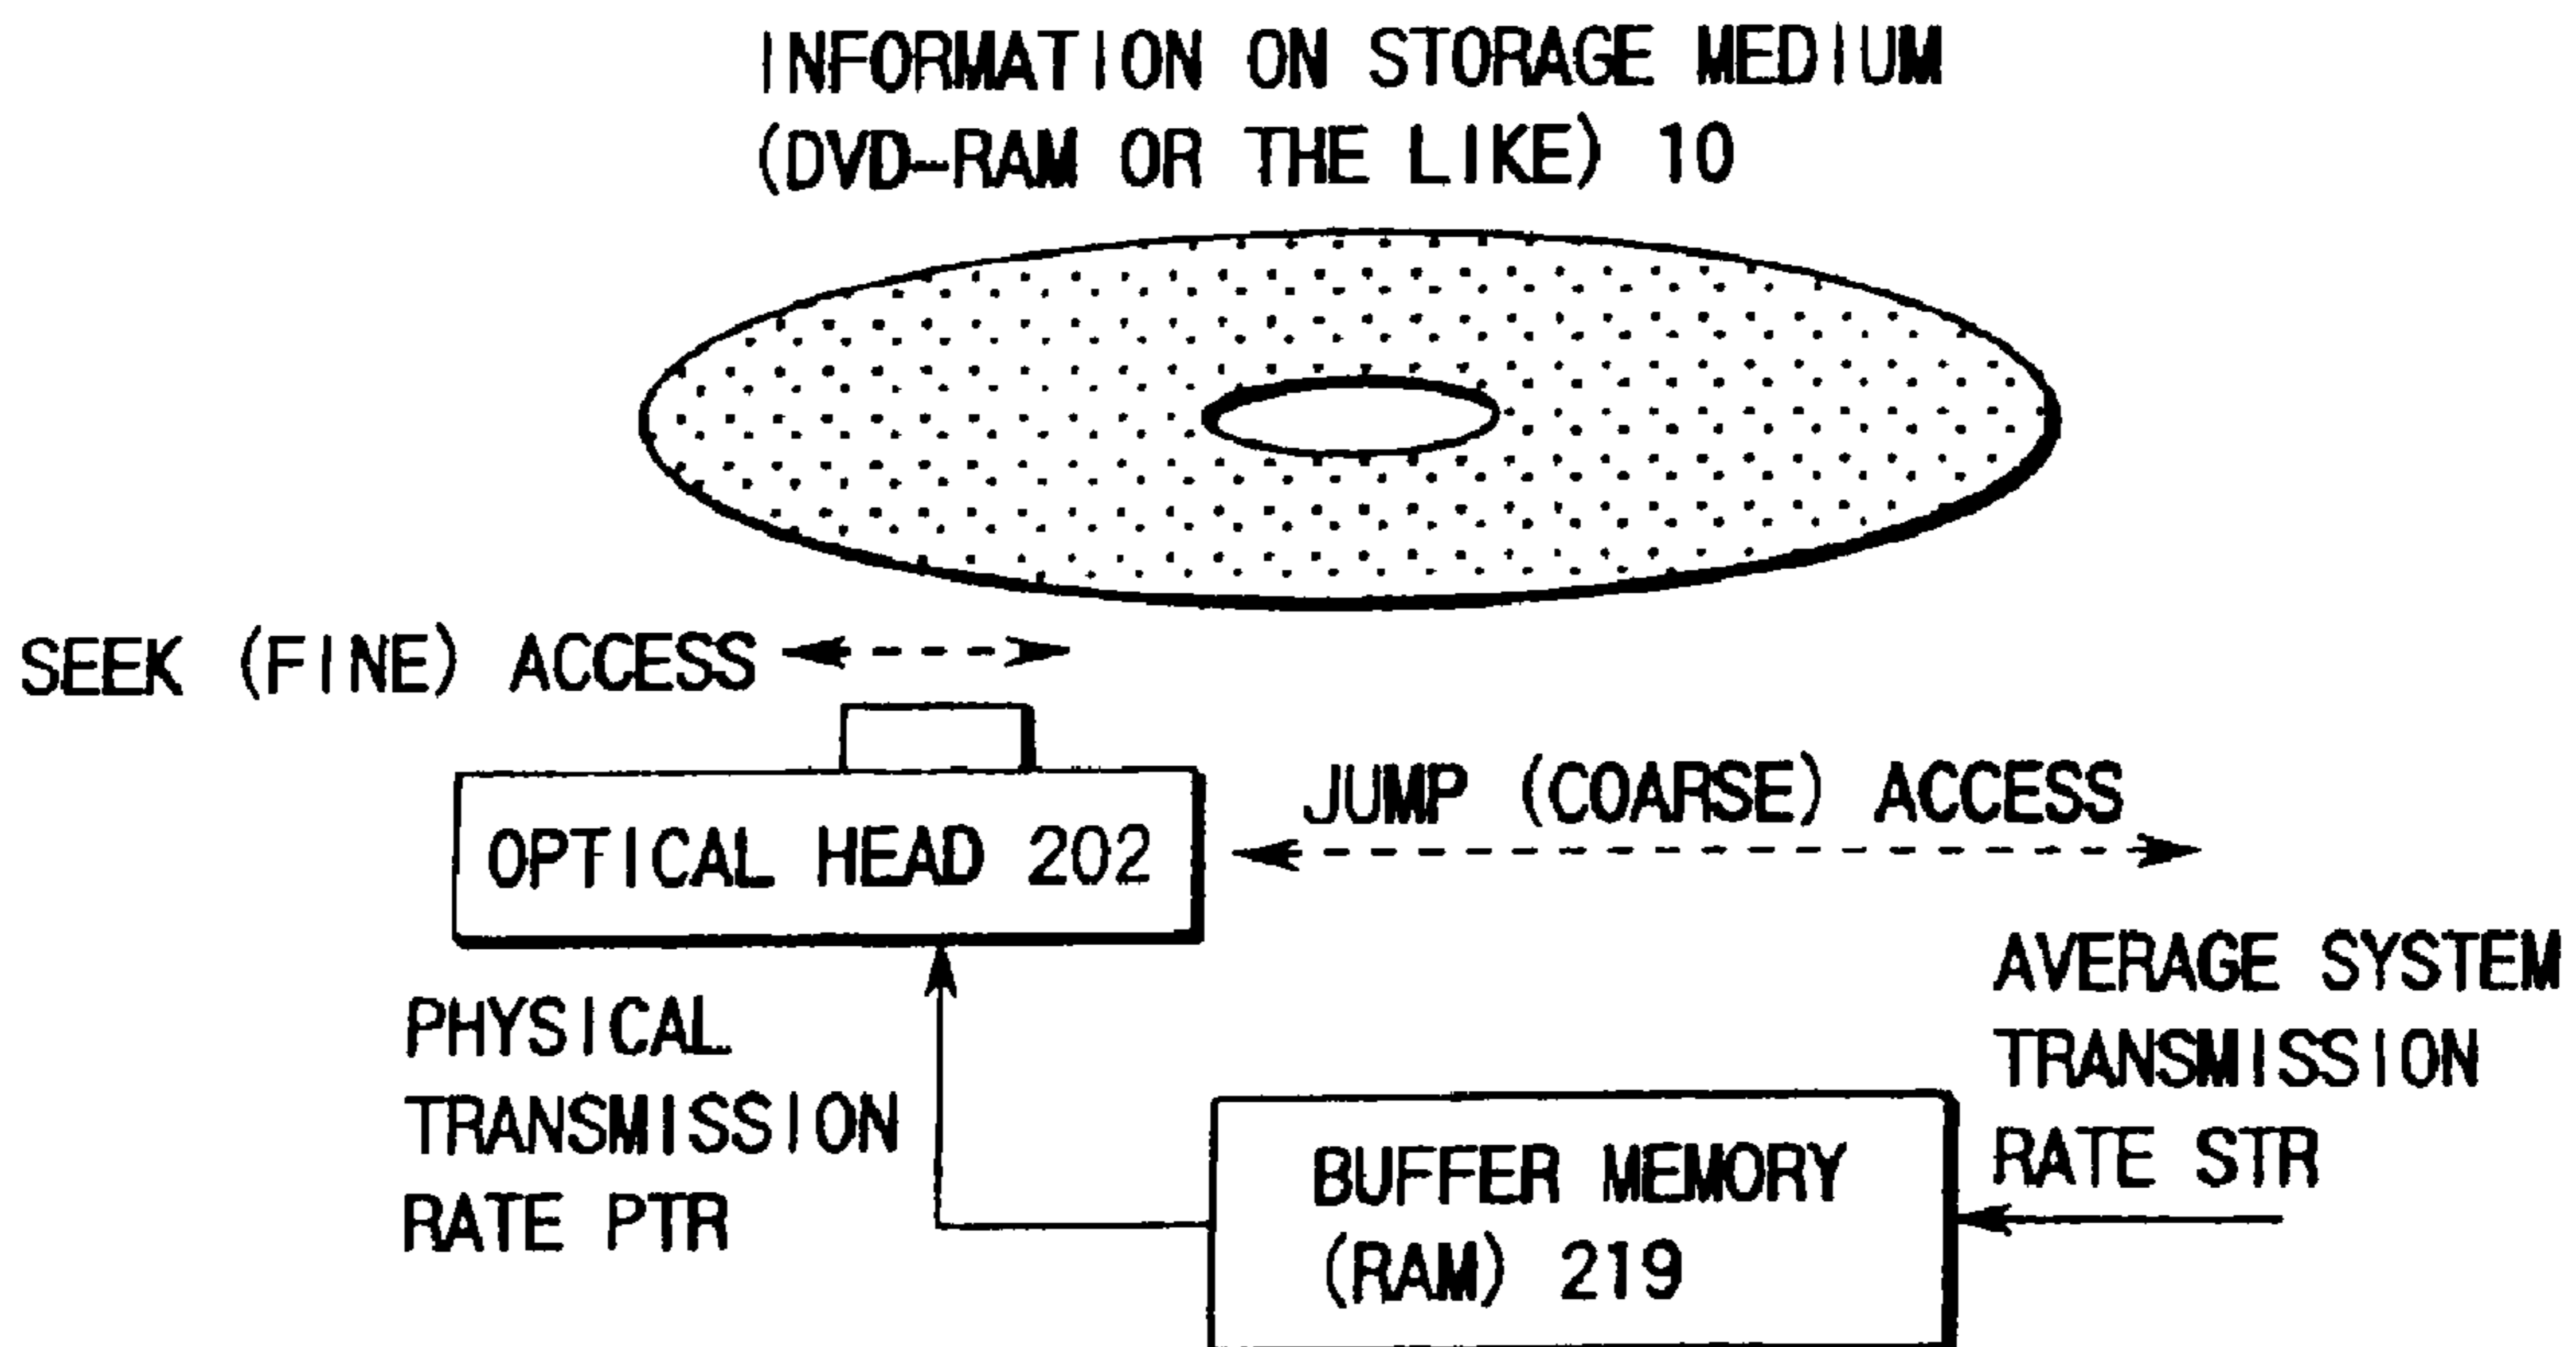 INFORMATION ON STORAGE MEDIUM
(DVD-RAM OR THE LIKE) 10
SEEK (FINE) ACCESS
JUMP (COARSE) ACCESS
OPTICAL HEAD 202
PHYSICAL
TRANSMISSION
RATE PTR
AVERAGE SYSTEM
TRANSMISSION
RATE STR
BUFFER MEMORY
(RAM) 219